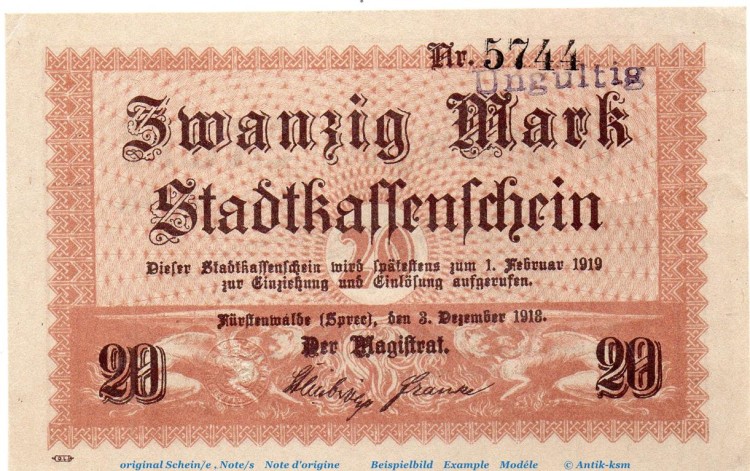 Nr. 5744
Ungültig
Zwanzig Mark
Stadtkassenschein
20
Dieser Stadtkassenschein wird spätestens zum 1. Februar 1919
zur Einziehung und Einlösung aufgerufen.
Fürstenwalde (Spree), den 3. Dezember 1918.
Der Magistrat.
20 20
Franke
original Schein/e , Note/s Note d'origine Beispielbild Example Modéle © Antik-ksm